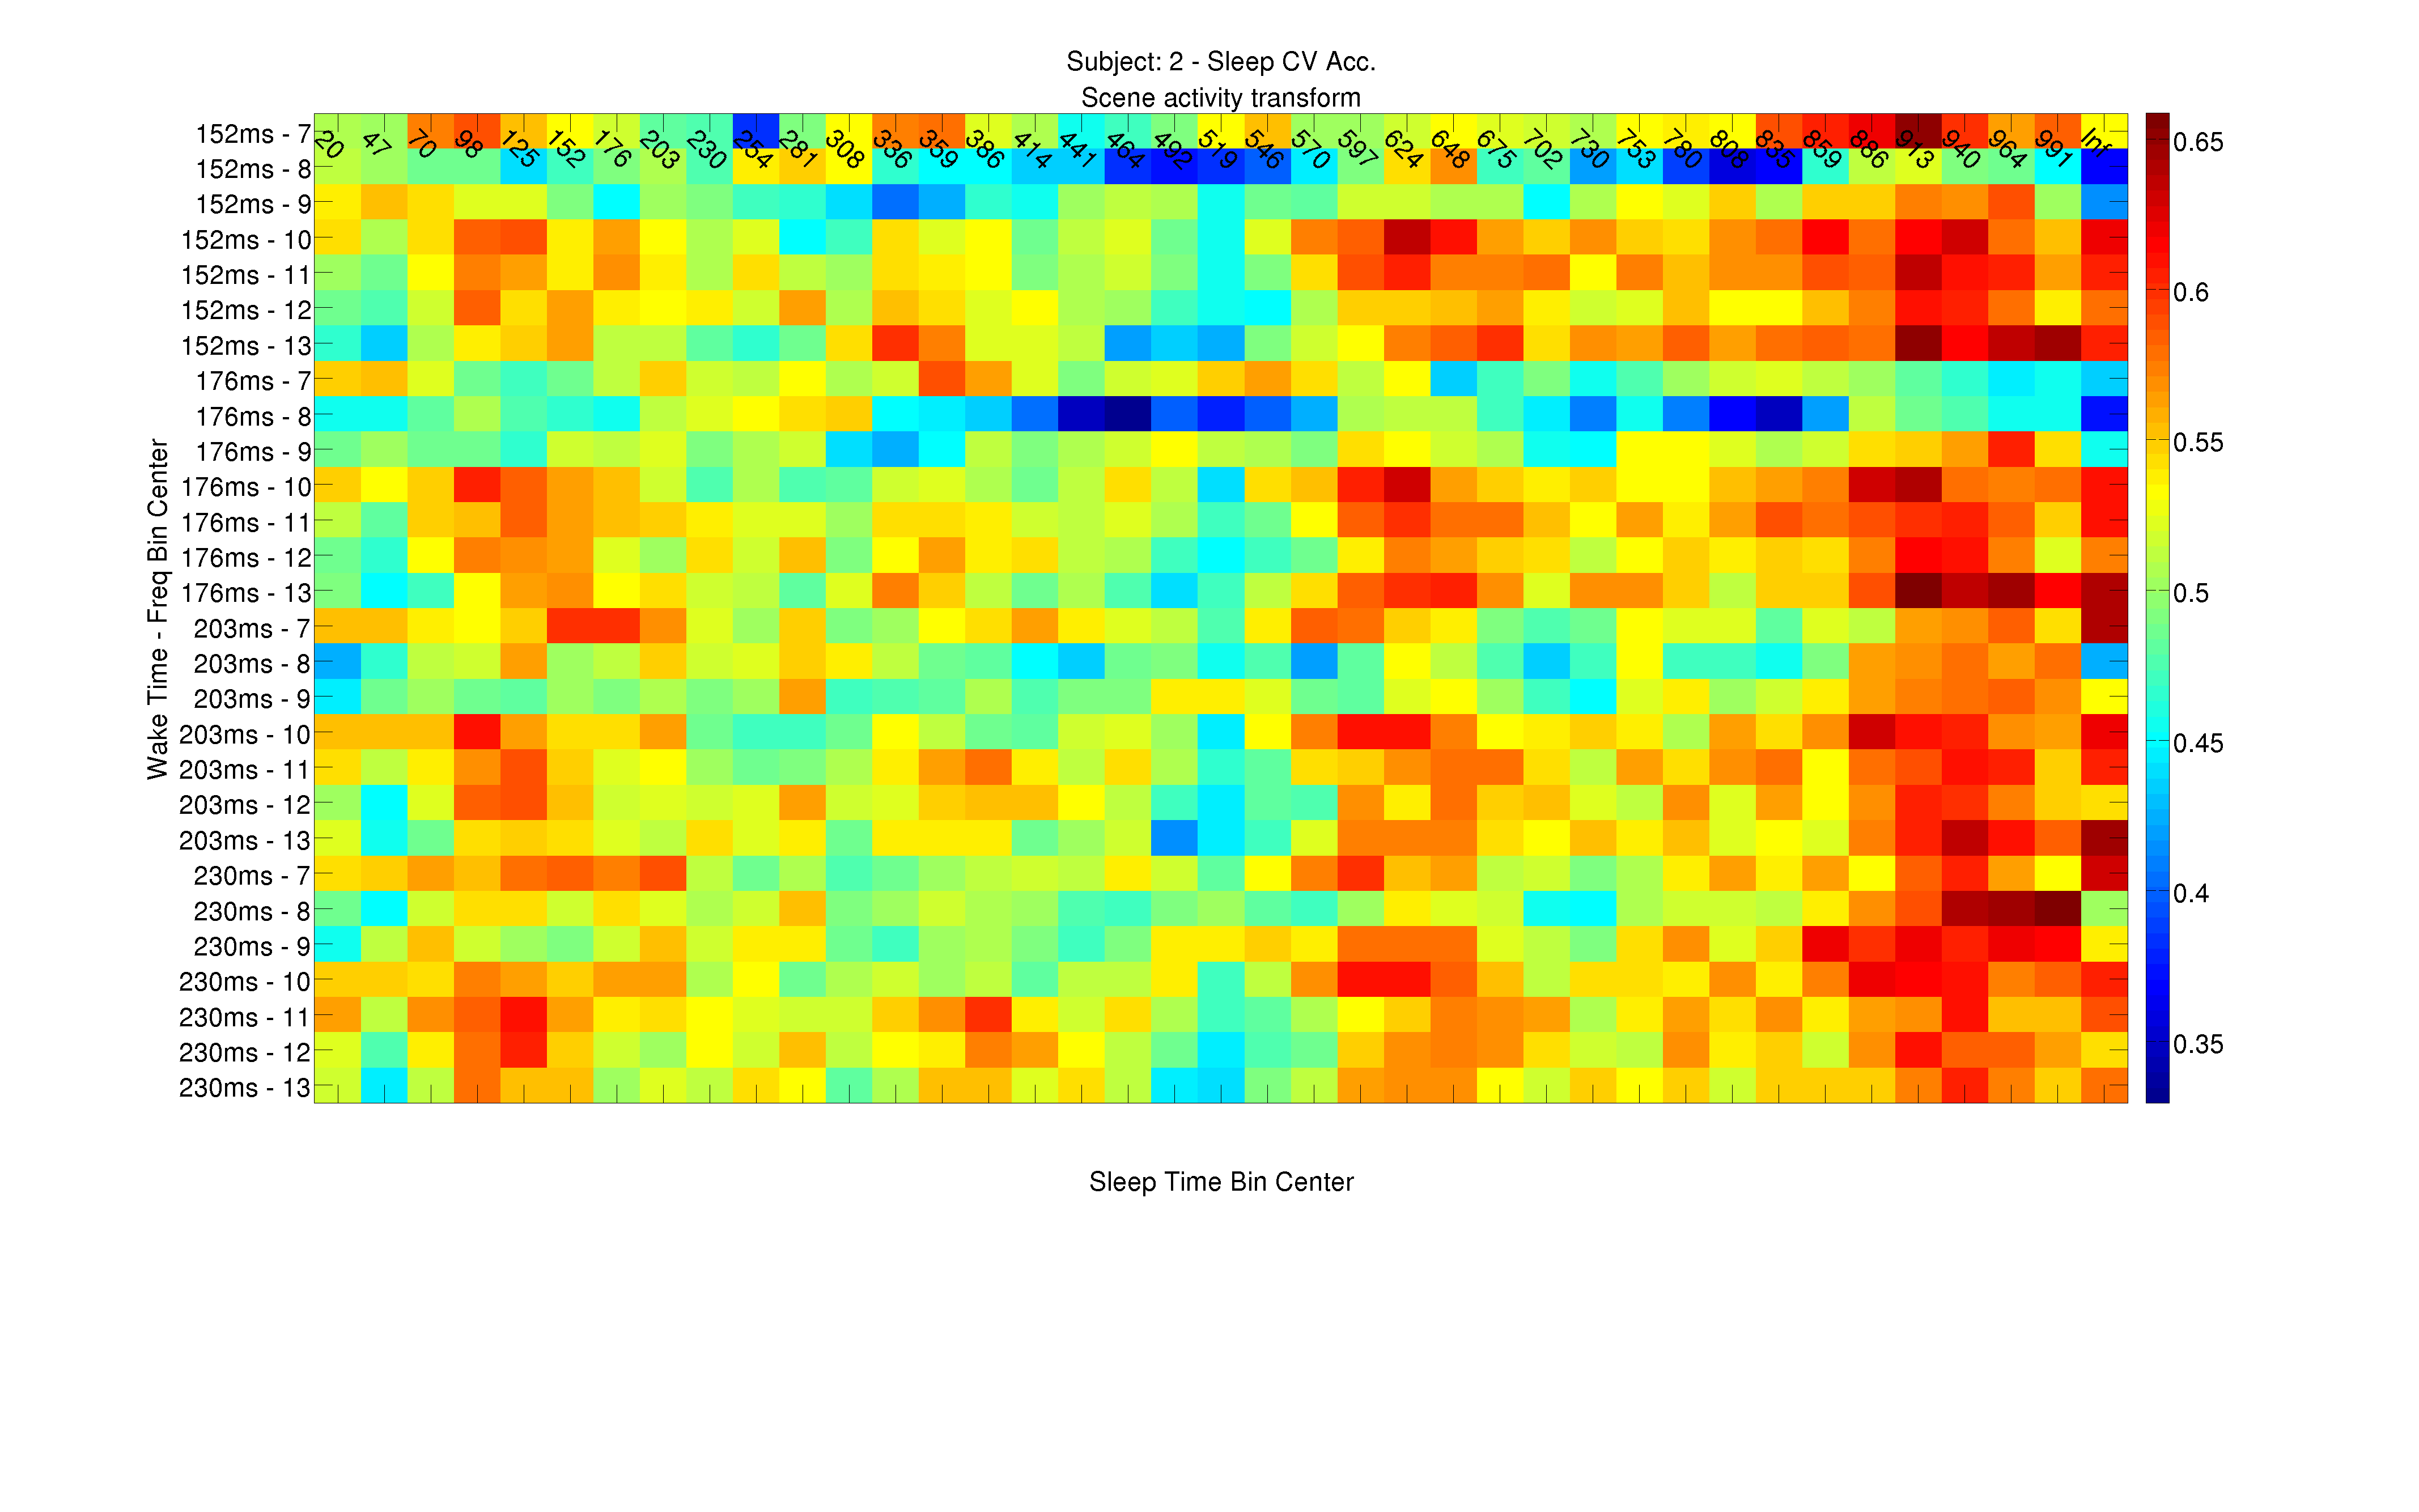 Subject: 2 - Sleep CV Acc.
Scene activity transform
Wake Time - Freq Bin Center
152ms - 7
152ms - 8
152ms - 9
152ms - 10
152ms - 11
152ms - 12
152ms - 13
176ms - 7
176ms - 8
176ms - 9
176ms - 10
176ms - 11
176ms - 12
176ms - 13
203ms - 7
203ms - 8
203ms - 9
203ms - 10
203ms - 11
203ms - 12
203ms - 13
230ms - 7
230ms - 8
230ms - 9
230ms - 10
230ms - 11
230ms - 12
230ms - 13
20 47 70 98 125 152 176 203 230 254 281 308 336 359 386 414 441 464 492 519 546 570 597 624 648 675 702 730 753 780 808 835 859 886 913 940 964 991 Inf
0.65
0.6
0.55
0.5
0.45
0.4
0.35
Sleep Time Bin Center